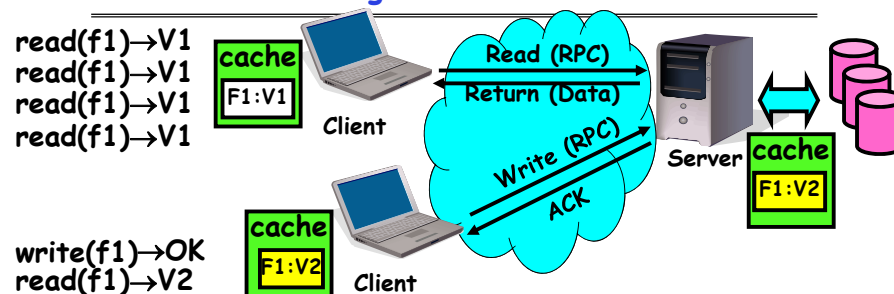 read(f1)→V1
read(f1)→V1
read(f1)→V1
read(f1)→V1
cache
F1:V1
Client
Read (RPC)
Return (Data)
Write (RPC)
ACK
Server
cache
F1:V2
write(f1)→OK
read(f1)→V2
cache
F1:V2
Client